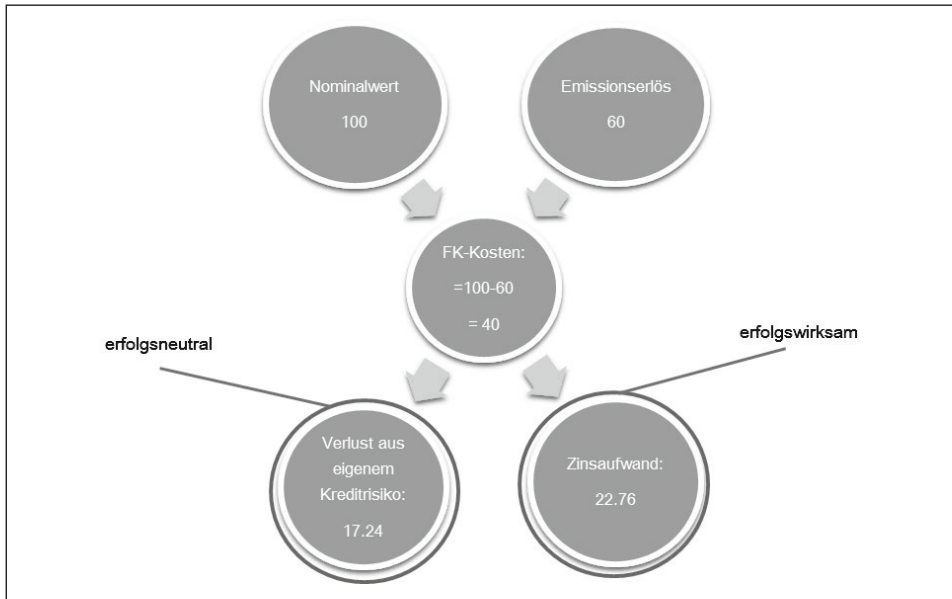 Nominalwert
100
Emissionserlös
60
FK-Kosten:
=100-60
= 40
erfolgsneutral
erfolgswirksam
Verlust aus
eigenem
Kreditrisiko:
17.24
Zinsaufwand:
22.76